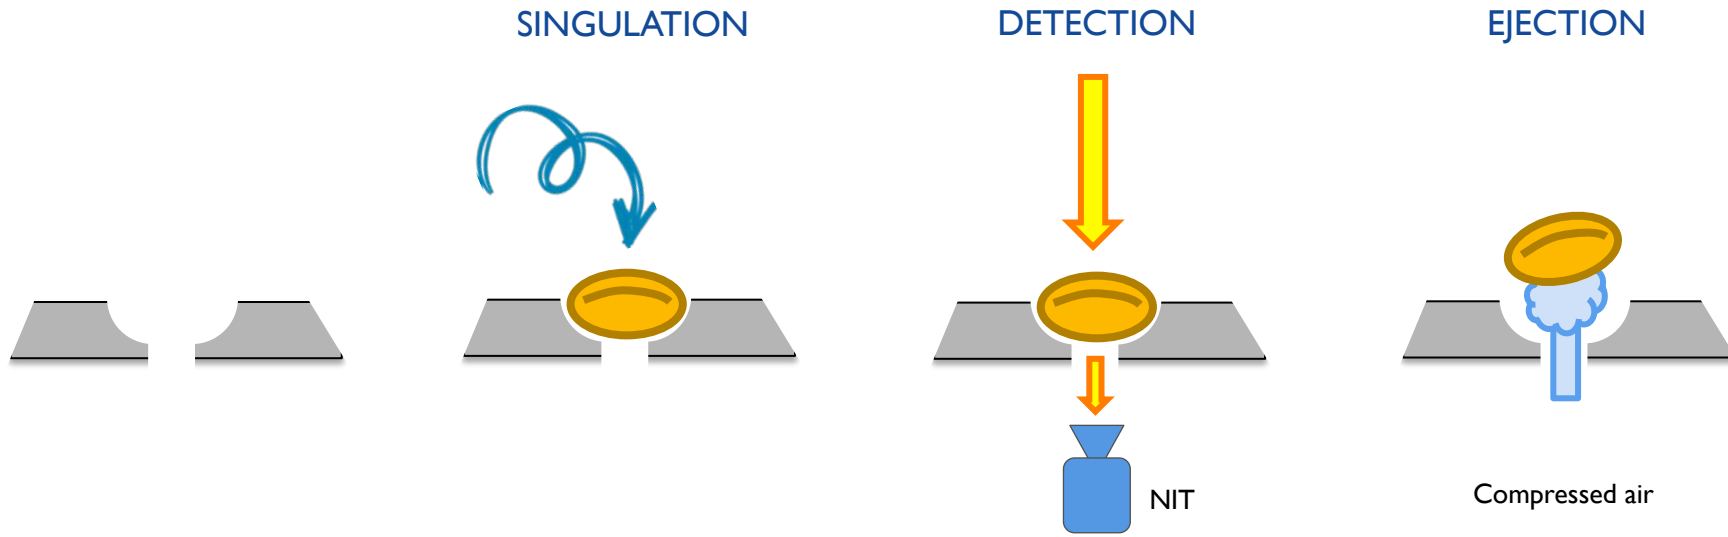 SINGULATION
DETECTION
EJECTION
NIT
Compressed air